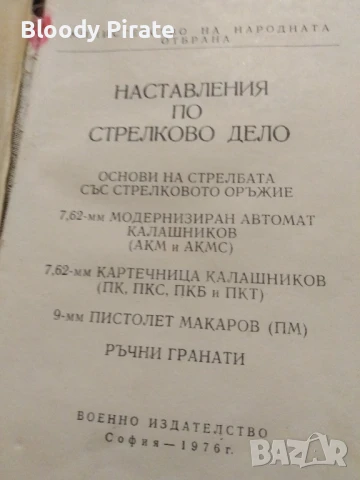 Bloody Pirate
НА НАРОДНАТА
ОТБРАНА
НАСТАВЛЕНИЯ
ПО
СТРЕЛКОВО ДЕЛО
ОСНОВИ НА СТРЕЛБАТА
СЪС СТРЕЛКОВОТО ОРЪЖИЕ
7,62-мм МОДЕРНИЗИРАН АВТОМАТ
КАЛАШНИКОВ
(АКМ и АКМС)
7,62-мм КАРТЕЧНИЦА КАЛАШНИКОВ
(ПК, ПКС, ПКБ и ПКТ)
9-мм ПИСТОЛЕТ МАКАРОВ (ПМ)
РЪЧНИ ГРАНАТИ
ВОЕННО ИЗДАТЕЛСТВО
София — 1976 г.
BAZAR